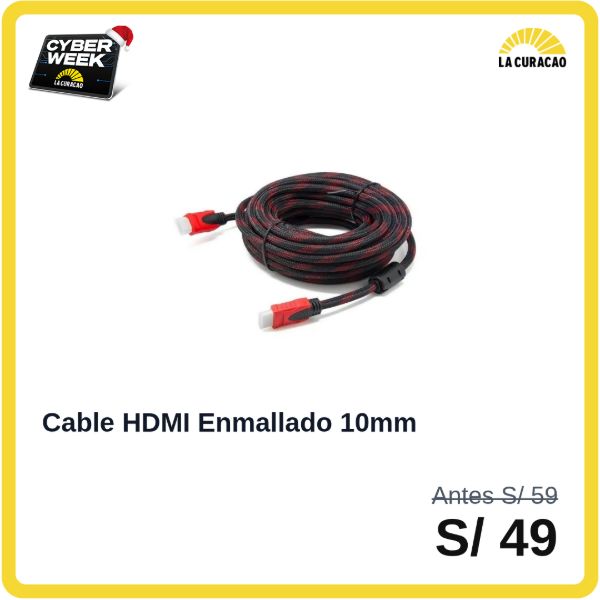 CYBER
WEEK
LA CURACAO
LA CURACAO
Cable HDMI Enmallado 10mm
Antes S/ 59
S/ 49